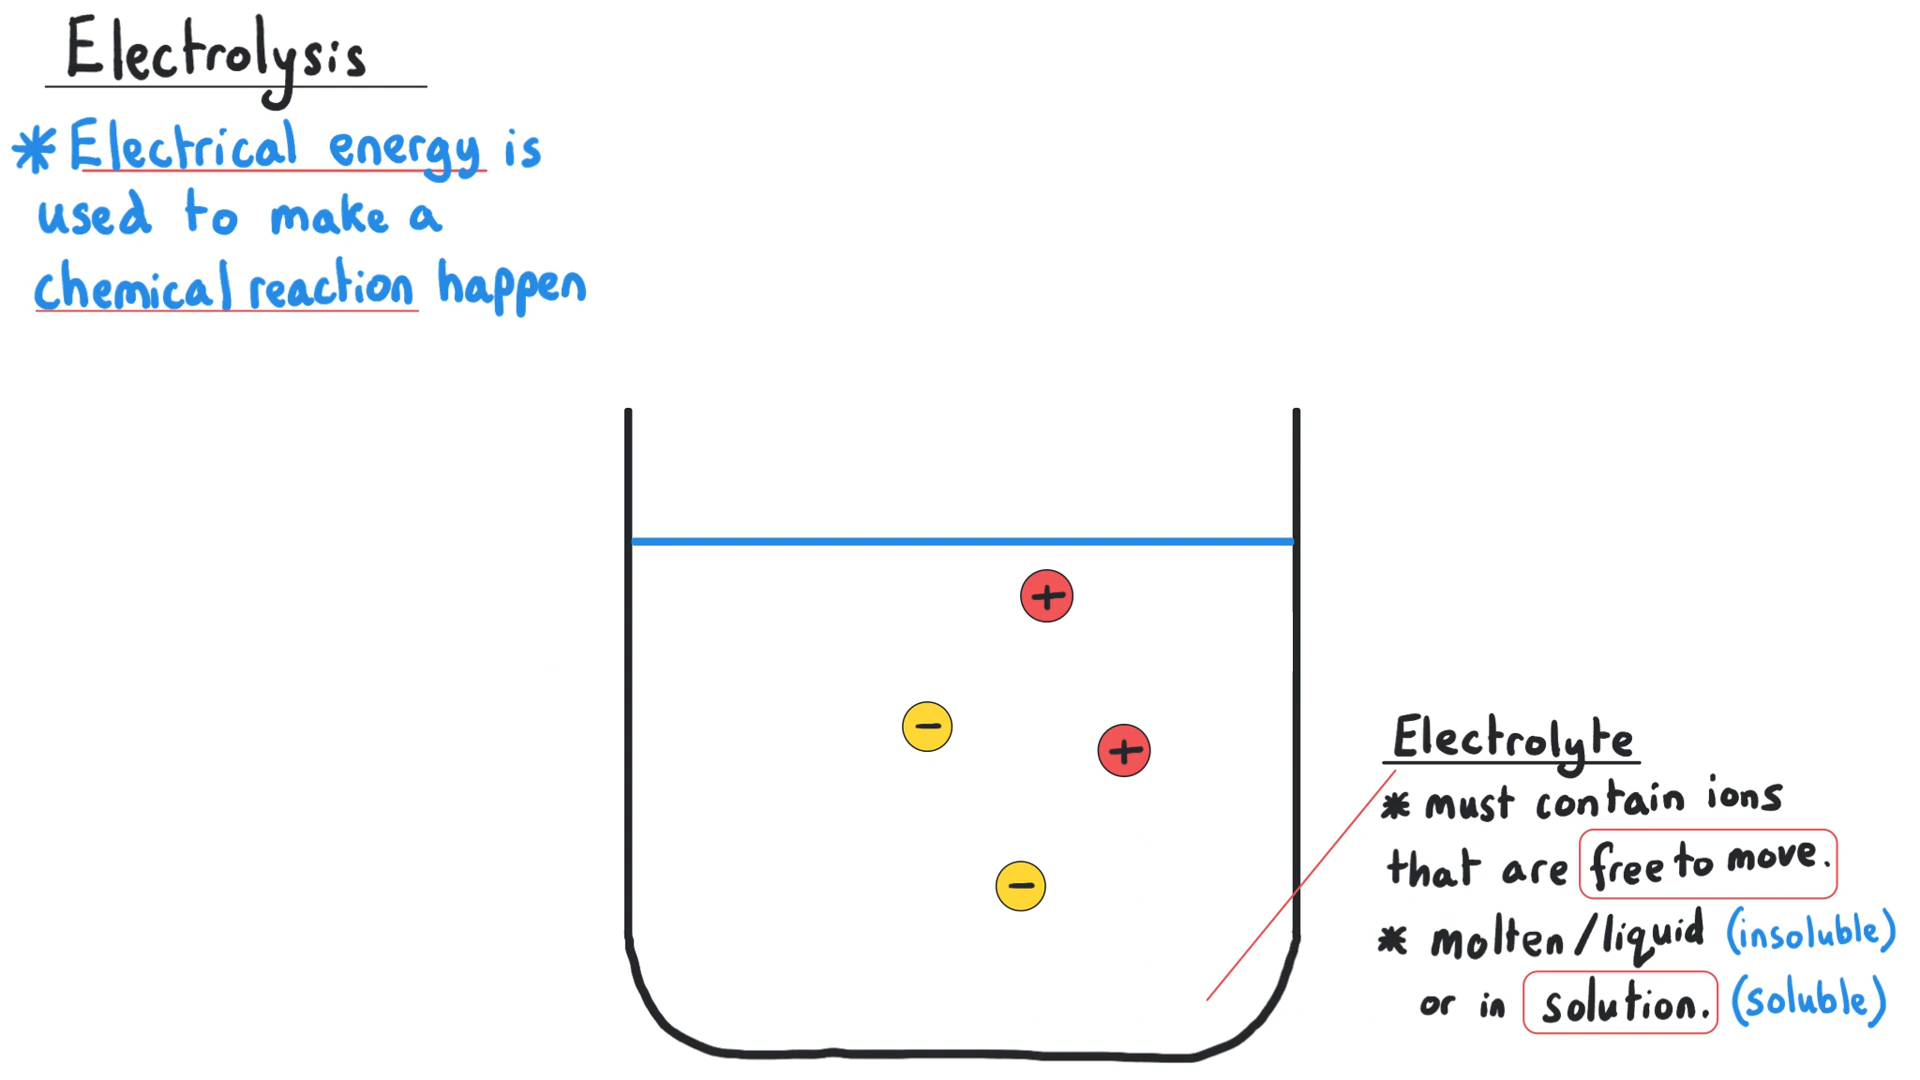 Electrolysis
* Electrical energy is
used to make a
chemical reaction happen
+
−
+
−
Electrolyte
* must contain ions
that are free to move.
* molten/liquid (insoluble)
or in solution. (soluble)